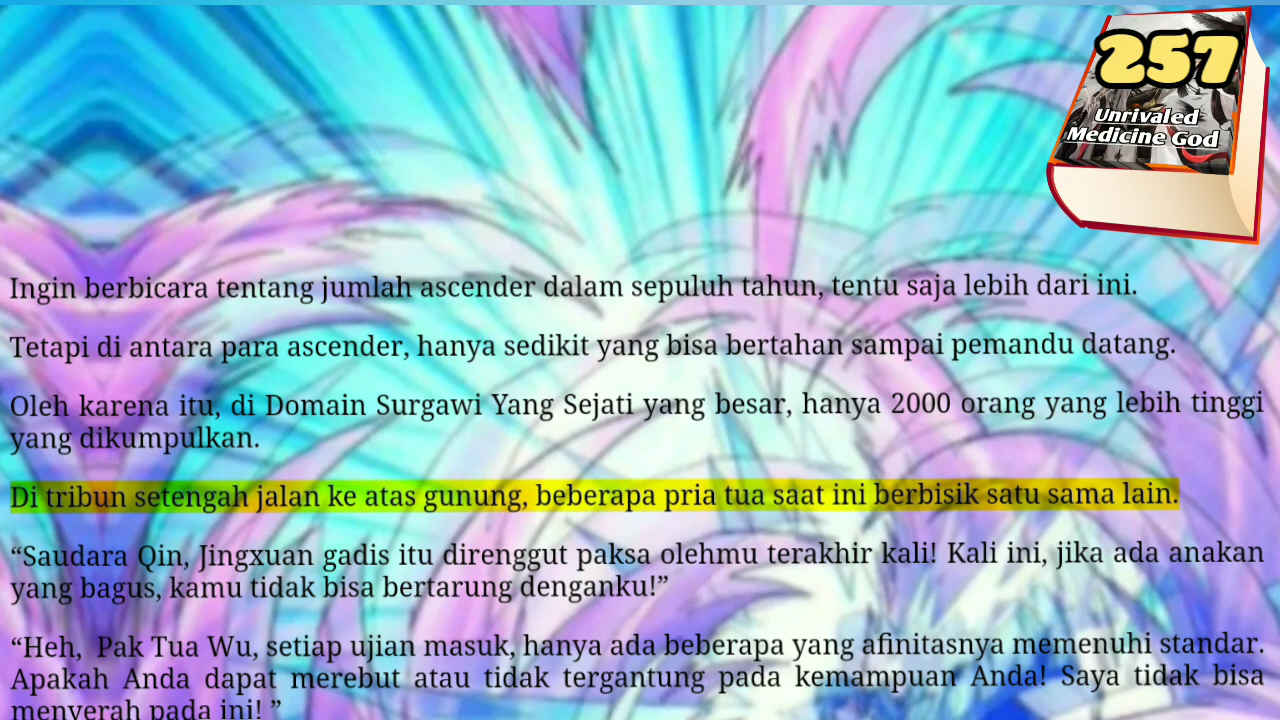 257
Unrivaled
Medicine God
Ingin berbicara tentang jumlah ascender dalam sepuluh tahun, tentu saja lebih dari ini.
Tetapi di antara para ascender, hanya sedikit yang bisa bertahan sampai pemandu datang.
Oleh karena itu, di Domain Surgawi Yang Sejati yang besar, hanya 2000 orang yang lebih tinggi
yang dikumpulkan.
Di tribun setengah jalan ke atas gunung, beberapa pria tua saat ini berbisik satu sama lain.
“Saudara Qin, Jingxuan gadis itu direnggut paksa olehmu terakhir kali! Kali ini, jika ada anakan
yang bagus, kamu tidak bisa bertarung denganku!”
“Heh, Pak Tua Wu, setiap ujian masuk, hanya ada beberapa yang afinitasnya memenuhi standar.
Apakah Anda dapat merebut atau tidak tergantung pada kemampuan Anda! Saya tidak bisa
menyerah pada ini! ”